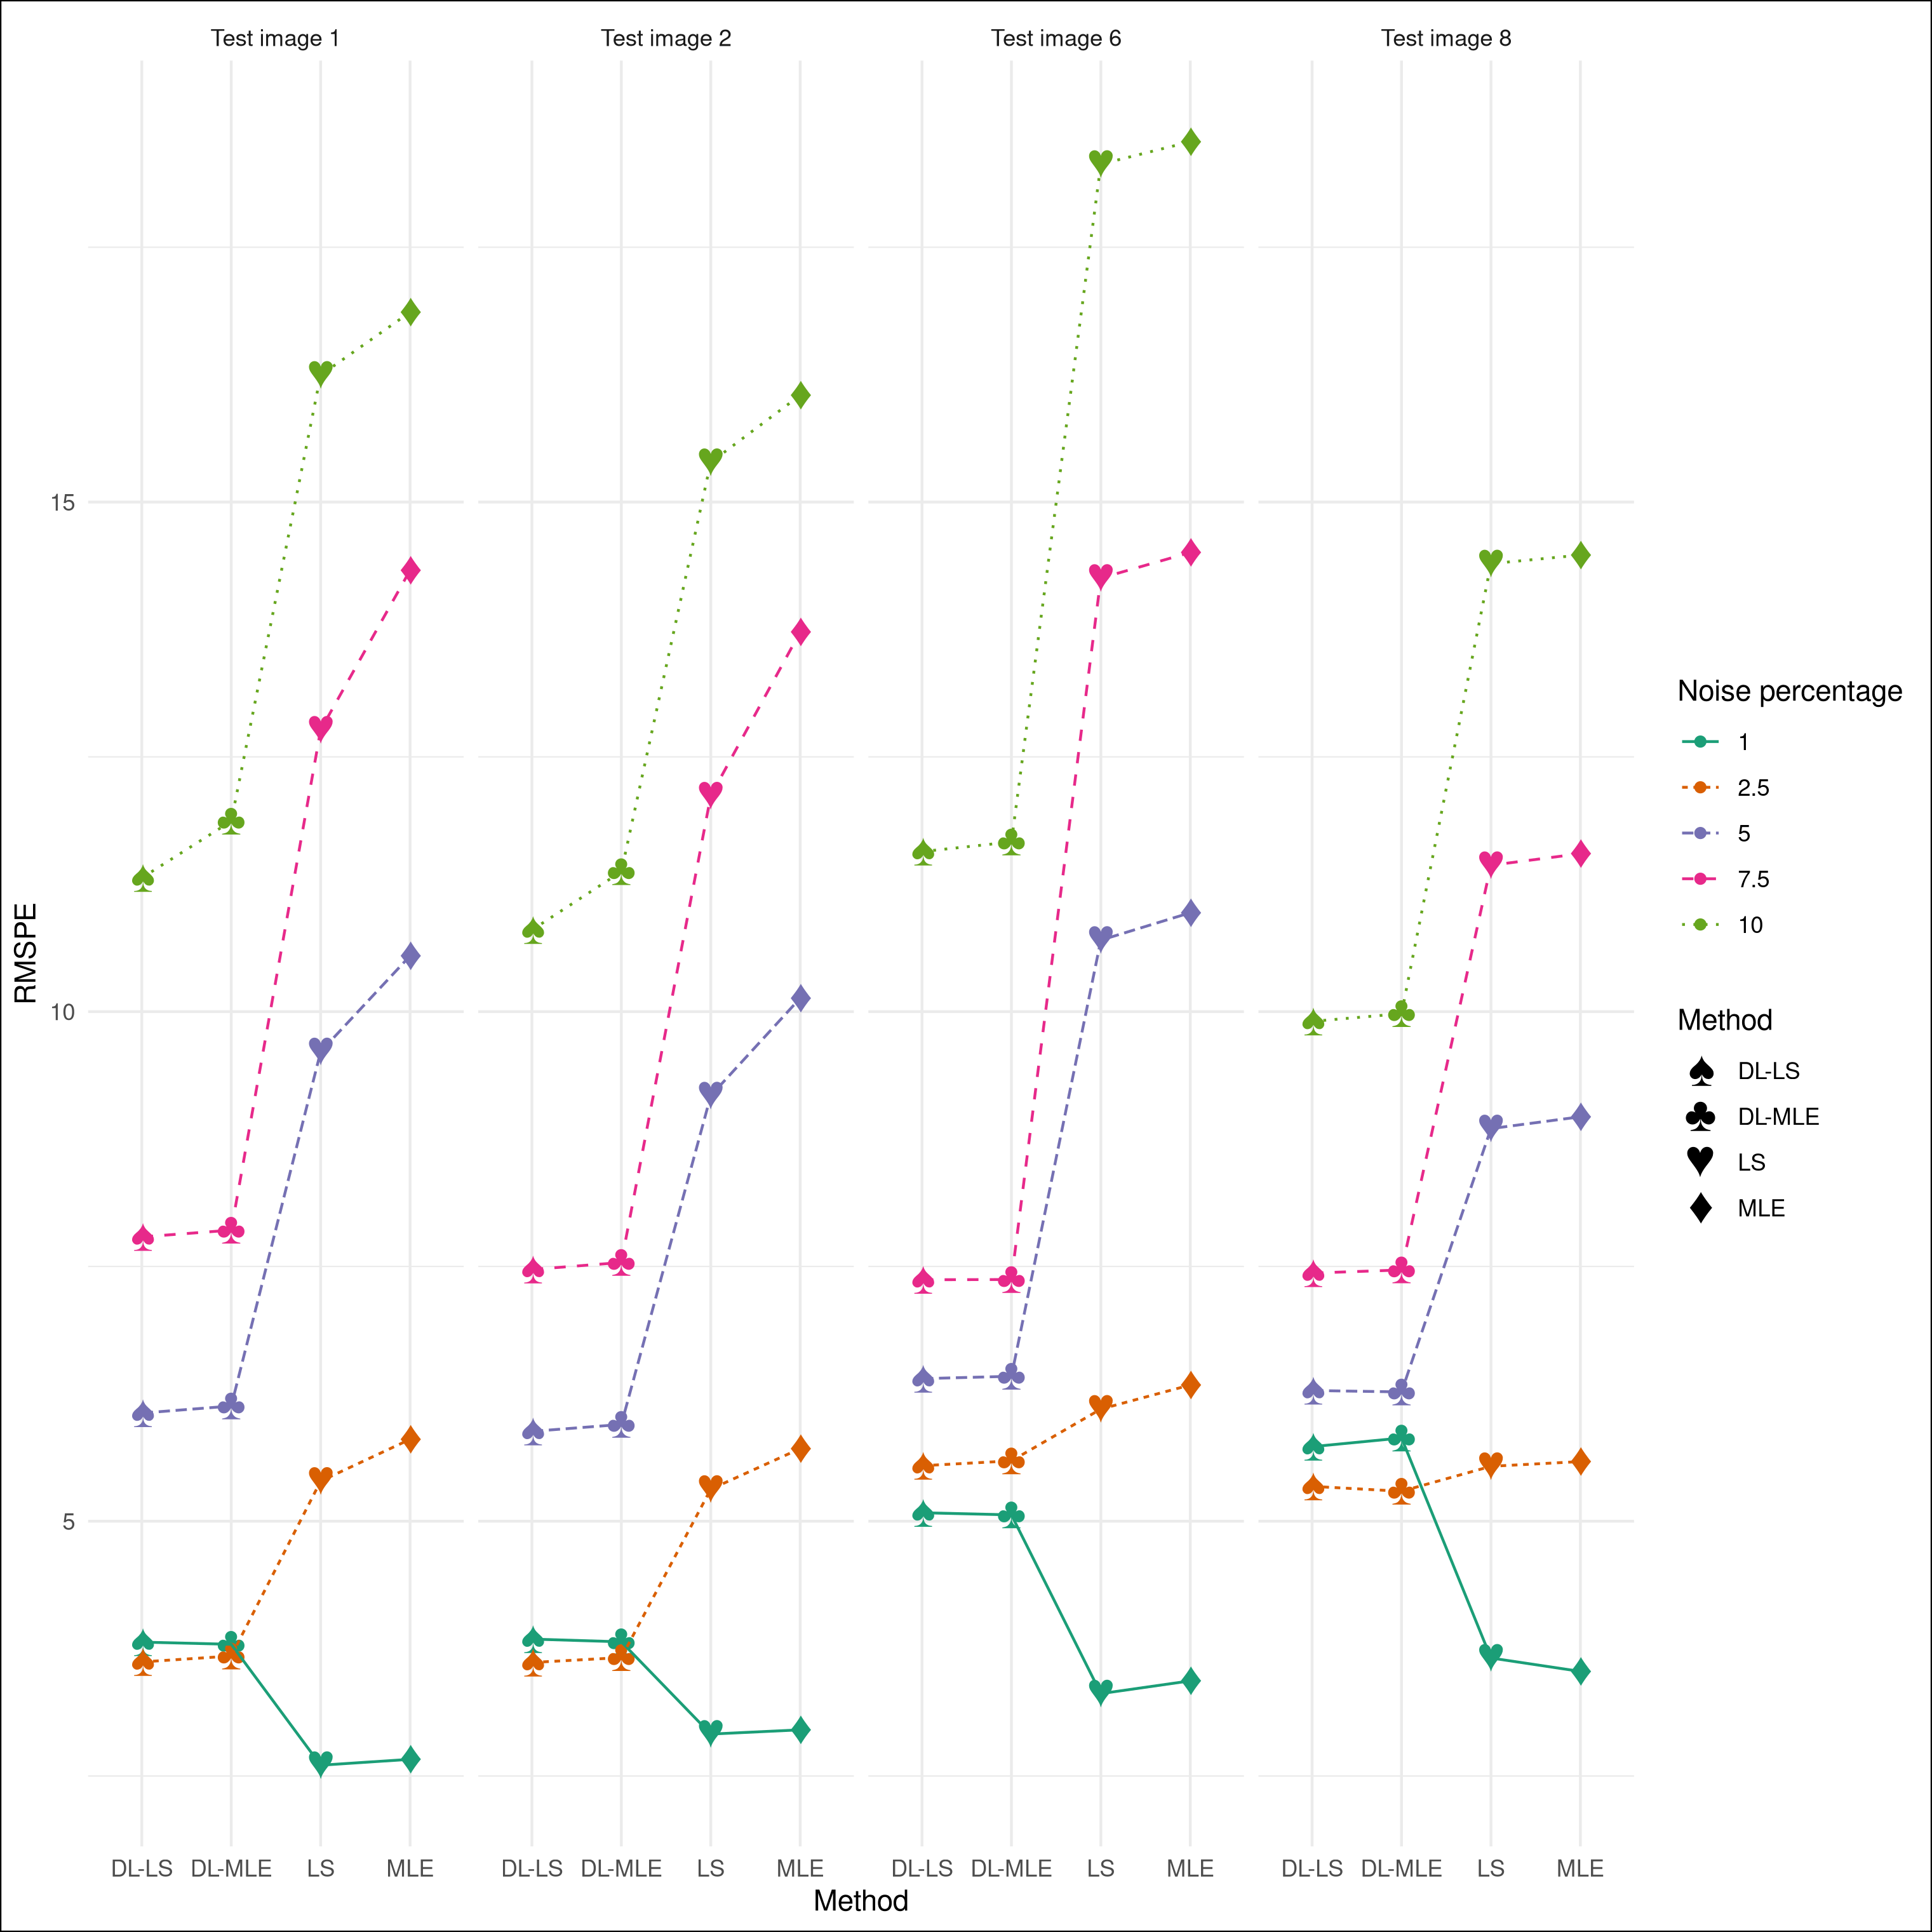 Test image 1 Test image 2 Test image 6 Test image 8
15
10
5
RMSPE
DL-LS DL-MLE LS MLE DL-LS DL-MLE LS MLE DL-LS DL-MLE LS MLE DL-LS DL-MLE LS MLE
Method
Noise percentage
1
2.5
5
7.5
10
Method
DL-LS
DL-MLE
LS
MLE